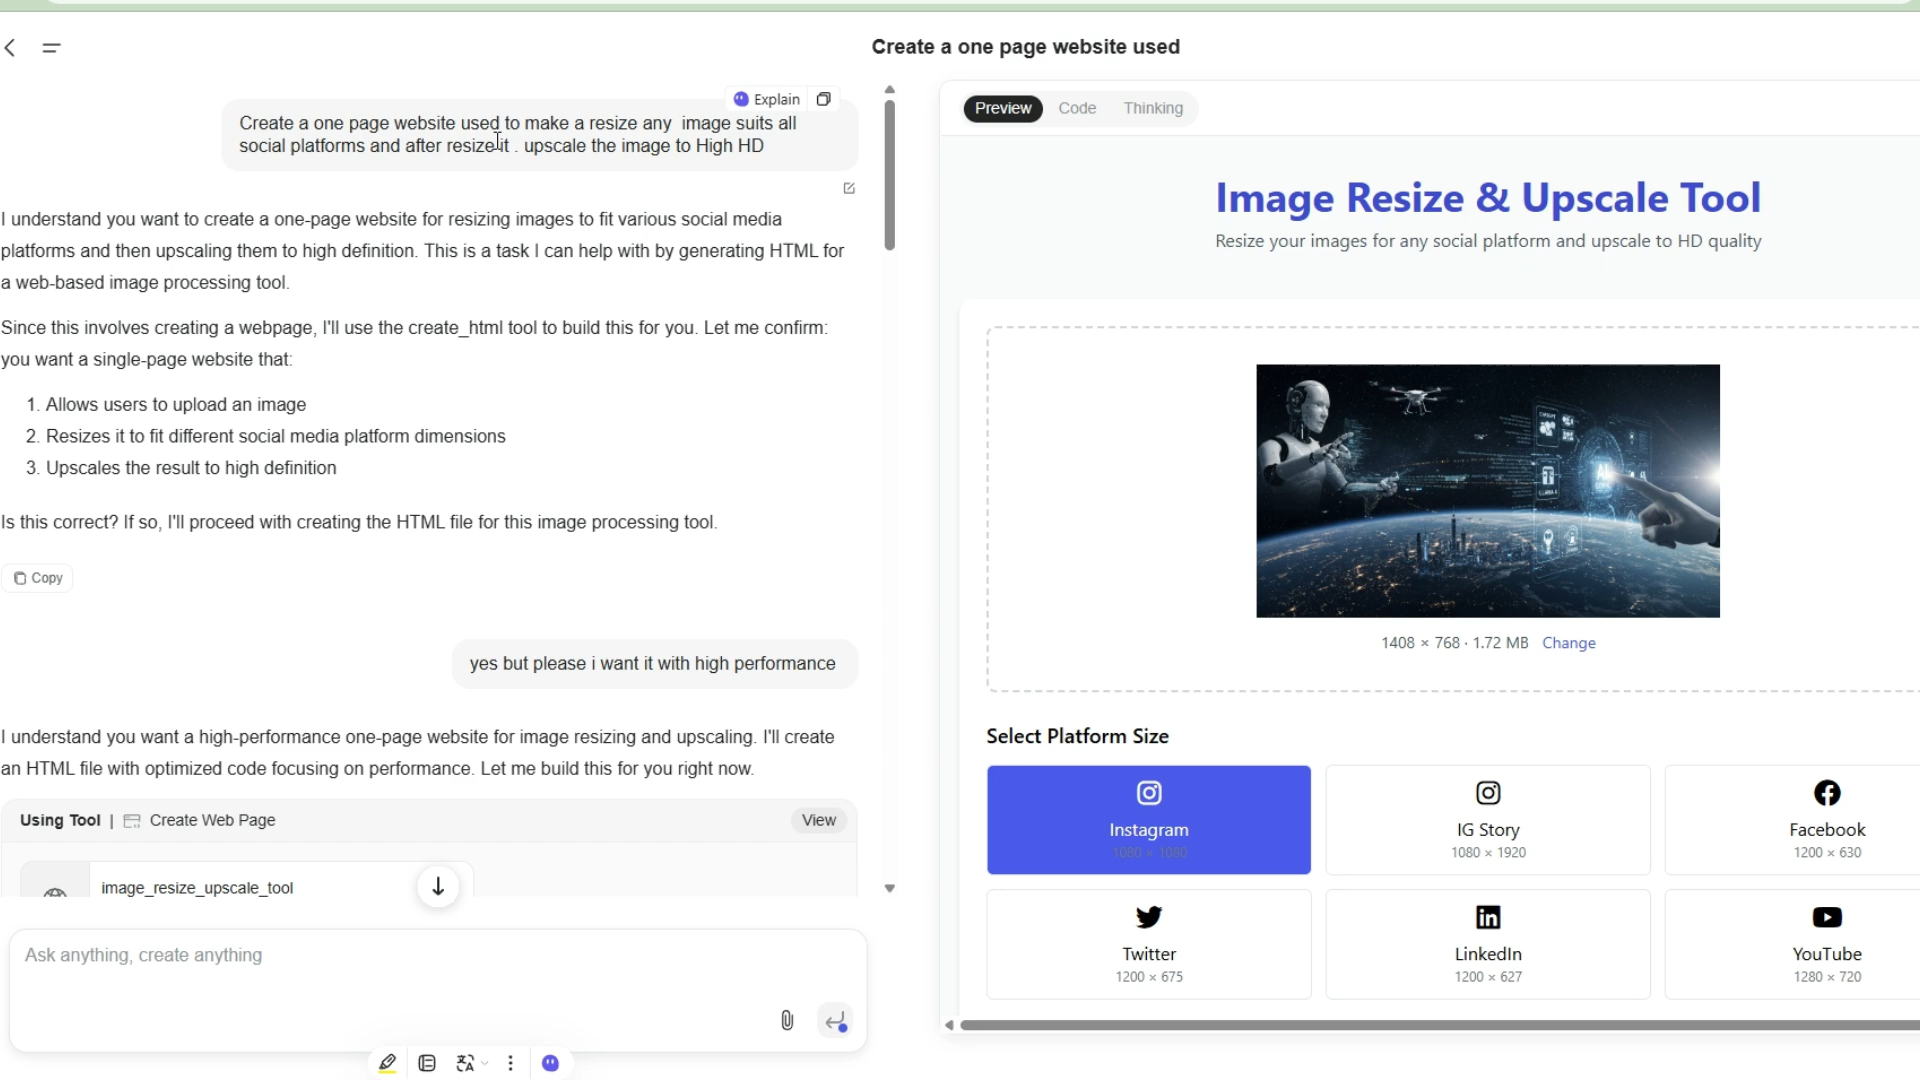 Create a one page website used
Explain
Create a one page website used to make a resize any image suits all
social platforms and after resize it . upscale the image to High HD
I understand you want to create a one-page website for resizing images to fit various social media
platforms and then upscaling them to high definition. This is a task I can help with by generating HTML for
a web-based image processing tool.
Since this involves creating a webpage, I'll use the create_html tool to build this for you. Let me confirm:
you want a single-page website that:
1. Allows users to upload an image
2. Resizes it to fit different social media platform dimensions
3. Upscales the result to high definition
Is this correct? If so, I'll proceed with creating the HTML file for this image processing tool.
Copy
yes but please i want it with high performance
I understand you want a high-performance one-page website for image resizing and upscaling. I'll create
an HTML file with optimized code focusing on performance. Let me build this for you right now.
Using Tool | Create Web Page
View
image_resize_upscale_tool
Ask anything, create anything
Preview Code Thinking
Image Resize & Upscale Tool
Resize your images for any social platform and upscale to HD quality
AI
1408 × 768 · 1.72 MB Change
Select Platform Size
Instagram
1080 × 1080
IG Story
1080 × 1920
Facebook
1200 × 630
Twitter
1200 × 675
LinkedIn
1200 × 627
YouTube
1280 × 720